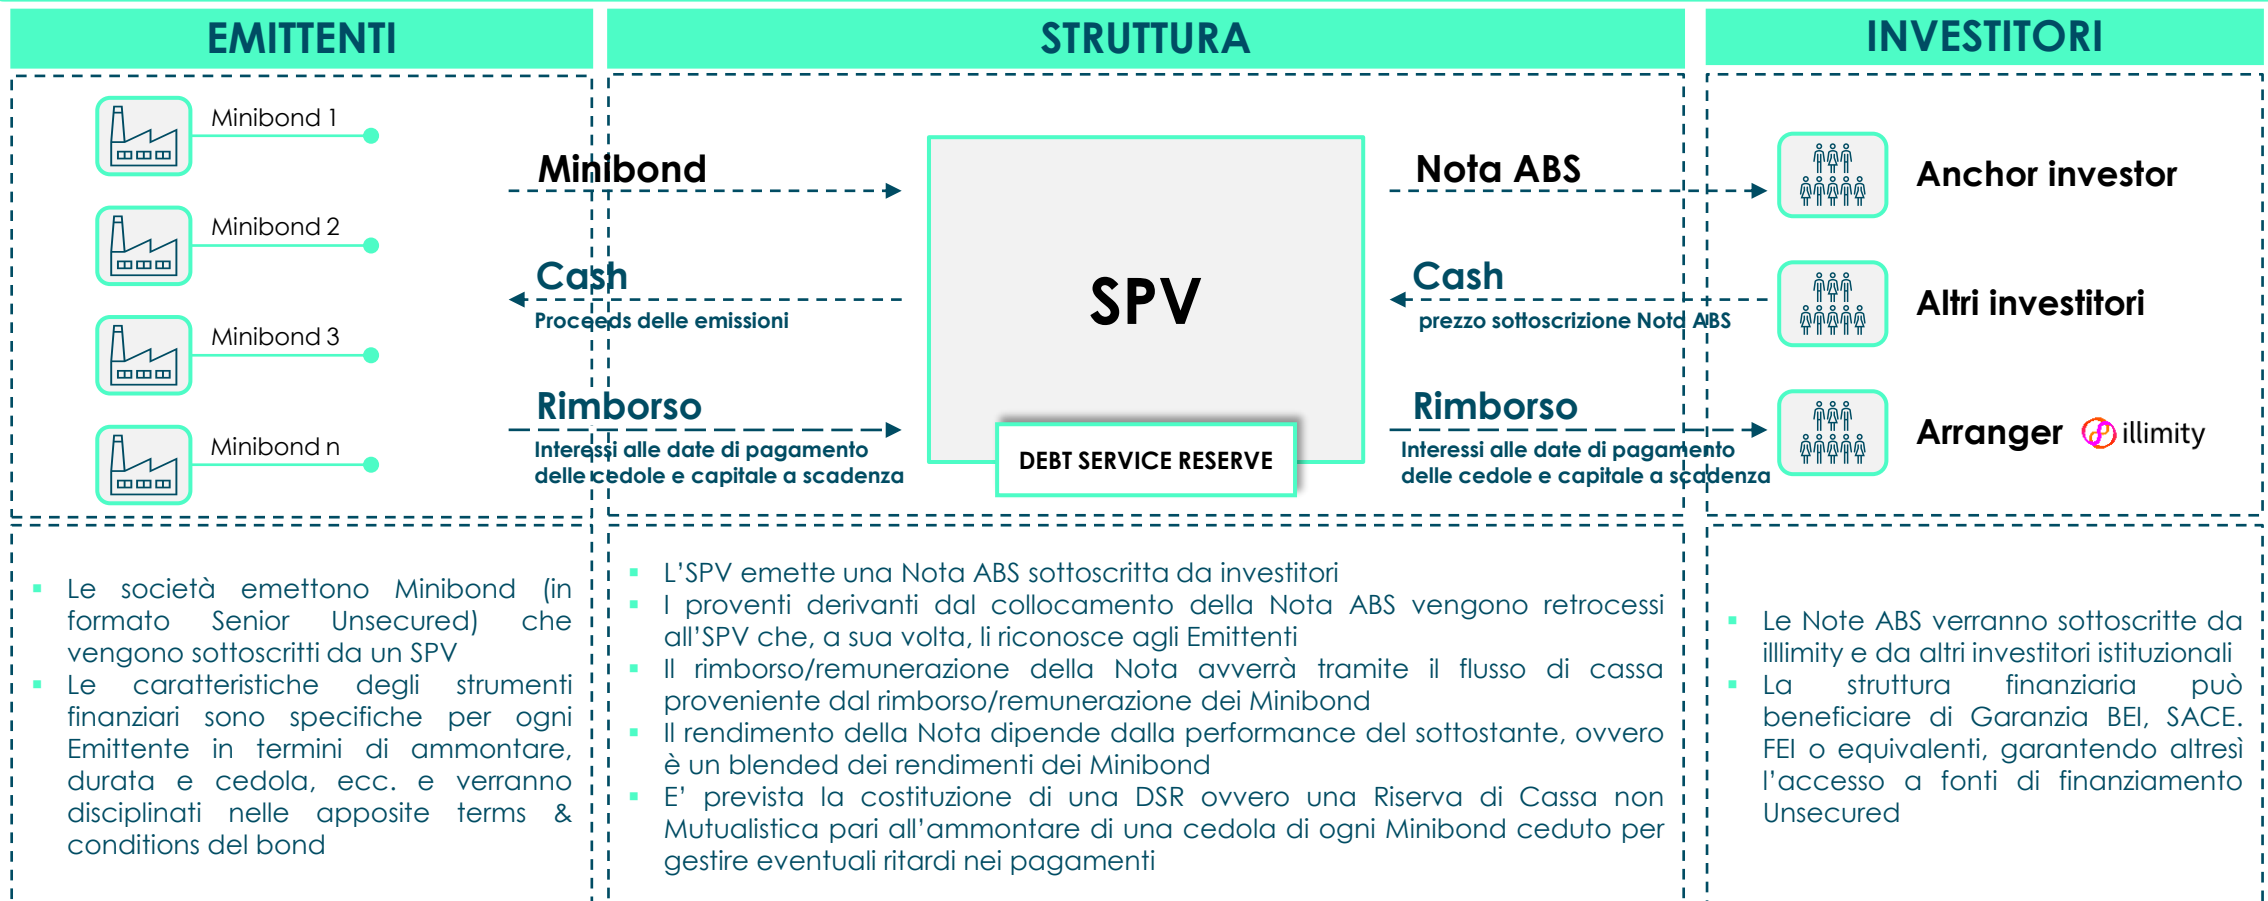 EMITTENTI
STRUTTURA
INVESTITORI
Minibond 1
Minibond 2
Minibond 3
Minibond n
Minibond
Cash
Proceeds delle emissioni
Rimborso
Interessi alle date di pagamento
delle cedole e capitale a scadenza
SPV
DEBT SERVICE RESERVE
Nota ABS
Cash
prezzo sottoscrizione Nota ABS
Rimborso
Interessi alle date di pagamento
delle cedole e capitale a scadenza
Anchor investor
Altri investitori
Arranger illimity
Le società emettono Minibond (in
formato Senior Unsecured) che
vengono sottoscritti da un SPV
Le caratteristiche degli strumenti
finanziari sono specifiche per ogni
Emittente in termini di ammontare,
durata e cedola, ecc. e verranno
disciplinati nelle apposite terms &
conditions del bond
L'SPV emette una Nota ABS sottoscritta da investitori
I proventi derivanti dal collocamento della Nota ABS vengono retrocessi
all'SPV che, a sua volta, li riconosce agli Emittenti
Il rimborso/remunerazione della Nota avverrà tramite il flusso di cassa
proveniente dal rimborso/remunerazione dei Minibond
Il rendimento della Nota dipende dalla performance del sottostante, ovvero
è un blended dei rendimenti dei Minibond
E' prevista la costituzione di una DSR ovvero una Riserva di Cassa non
Mutualistica pari all'ammontare di una cedola di ogni Minibond ceduto per
gestire eventuali ritardi nei pagamenti
Le Note ABS verranno sottoscritte da
illlimity e da altri investitori istituzionali
La struttura finanziaria può
beneficiare di Garanzia BEI, SACE.
FEI o equivalenti, garantendo altresì
l'accesso a fonti di finanziamento
Unsecured